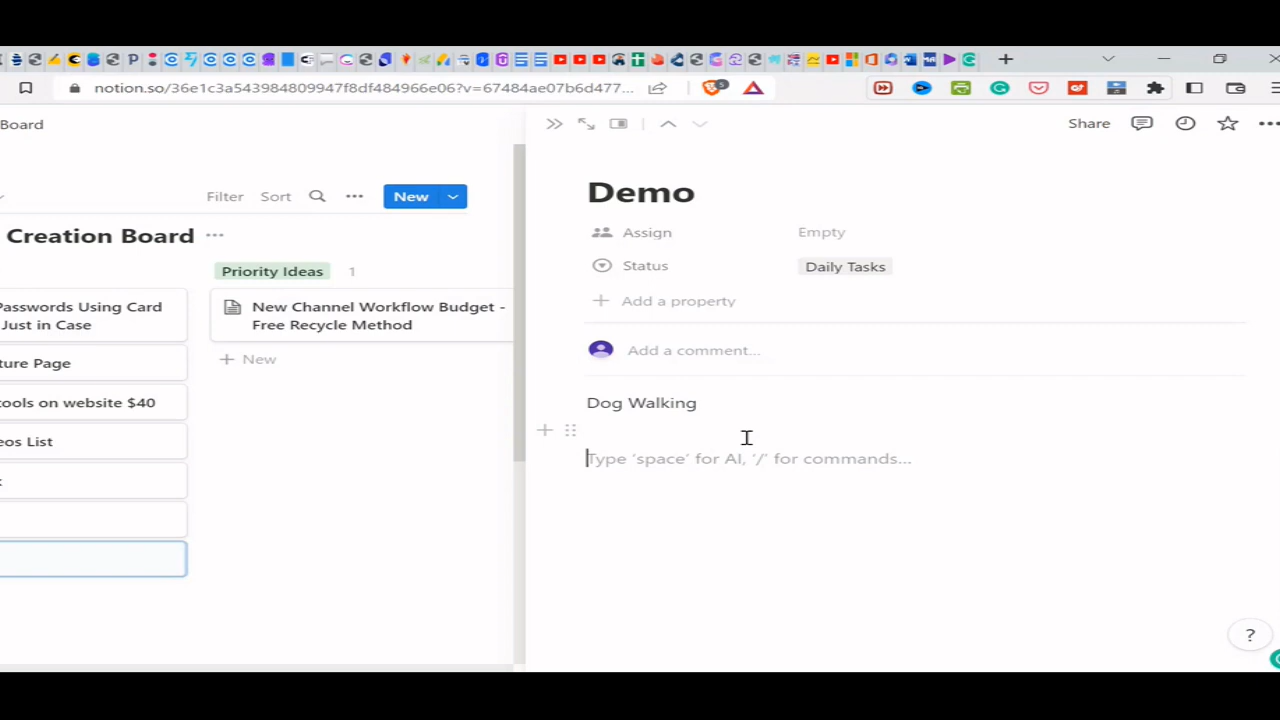 notion.so/36e1c3a543984809947f8df484966e06?v=67484ae07b6d477...
Board
Share
Filter Sort
New
Creation Board
Priority Ideas 1
Passwords Using Card
Just in Case
ture Page
tools on website $40
eos List
New Channel Workflow Budget -
Free Recycle Method
New
Demo
Assign Empty
Status Daily Tasks
Add a property
Add a comment...
Dog Walking
Type 'space' for AI, '/' for commands...
?